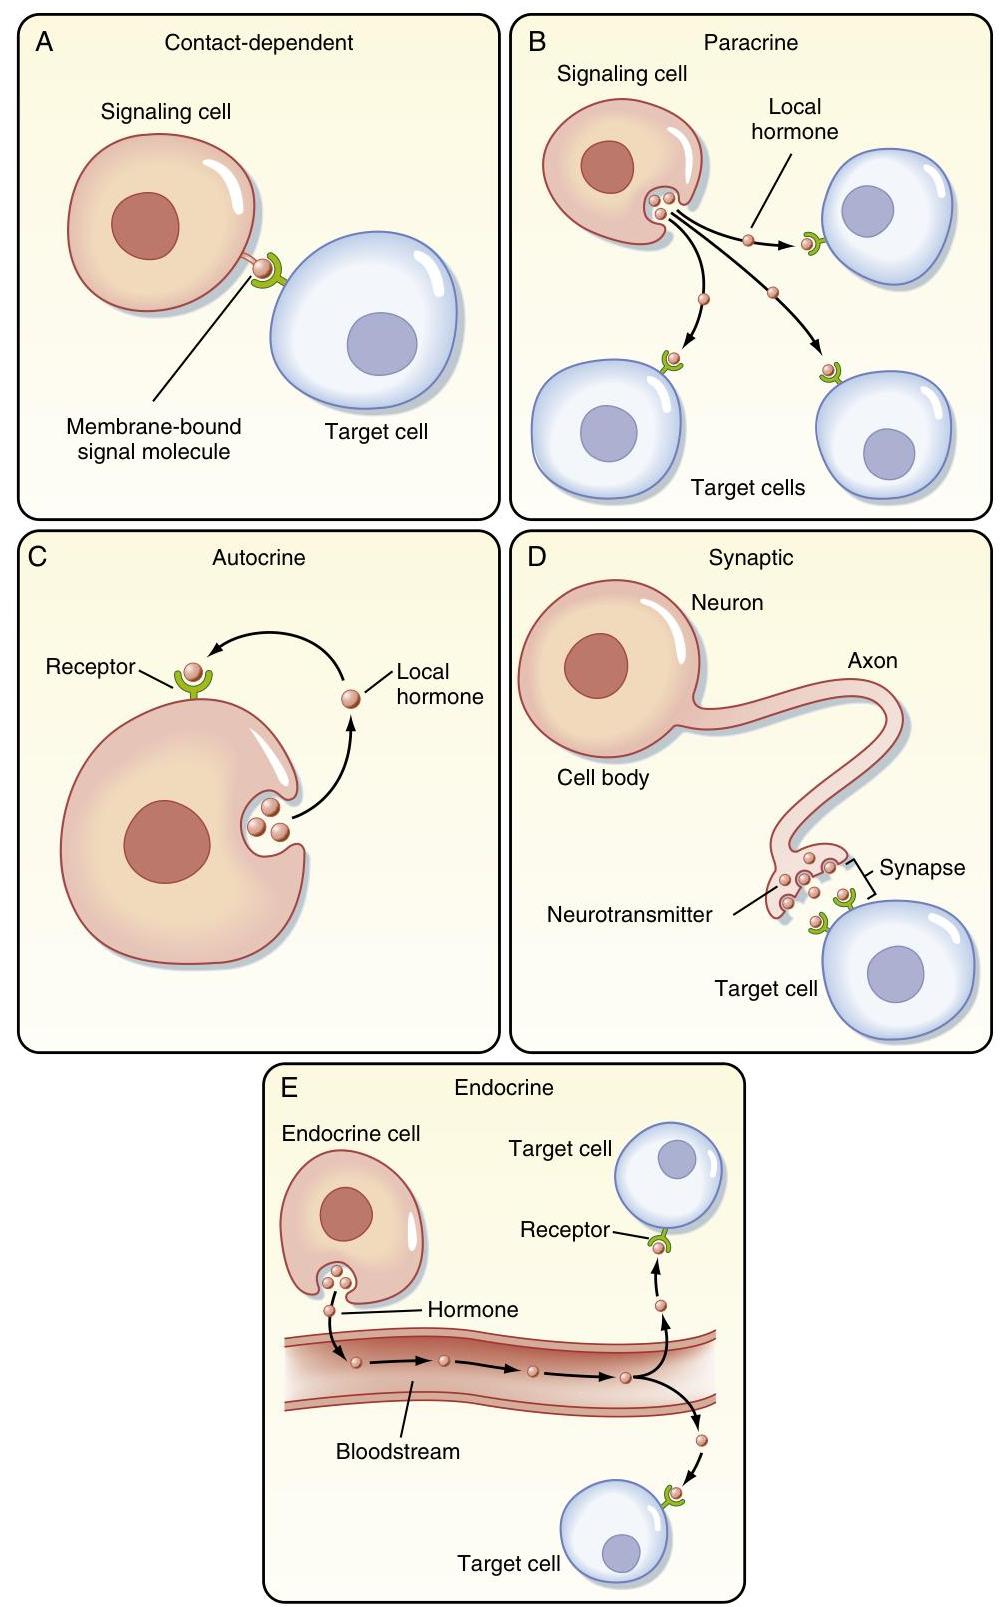 A
Contact-dependent
Signaling cell
Membrane-bound
signal molecule
Target cell
B
Paracrine
Signaling cell
Local
hormone
Target cells
C
Autocrine
Receptor
Local
hormone
D
Synaptic
Neuron
Axon
Cell body
Synapse
Neurotransmitter
Target cell
E
Endocrine
Endocrine cell
Target cell
Receptor
Hormone
Bloodstream
Target cell